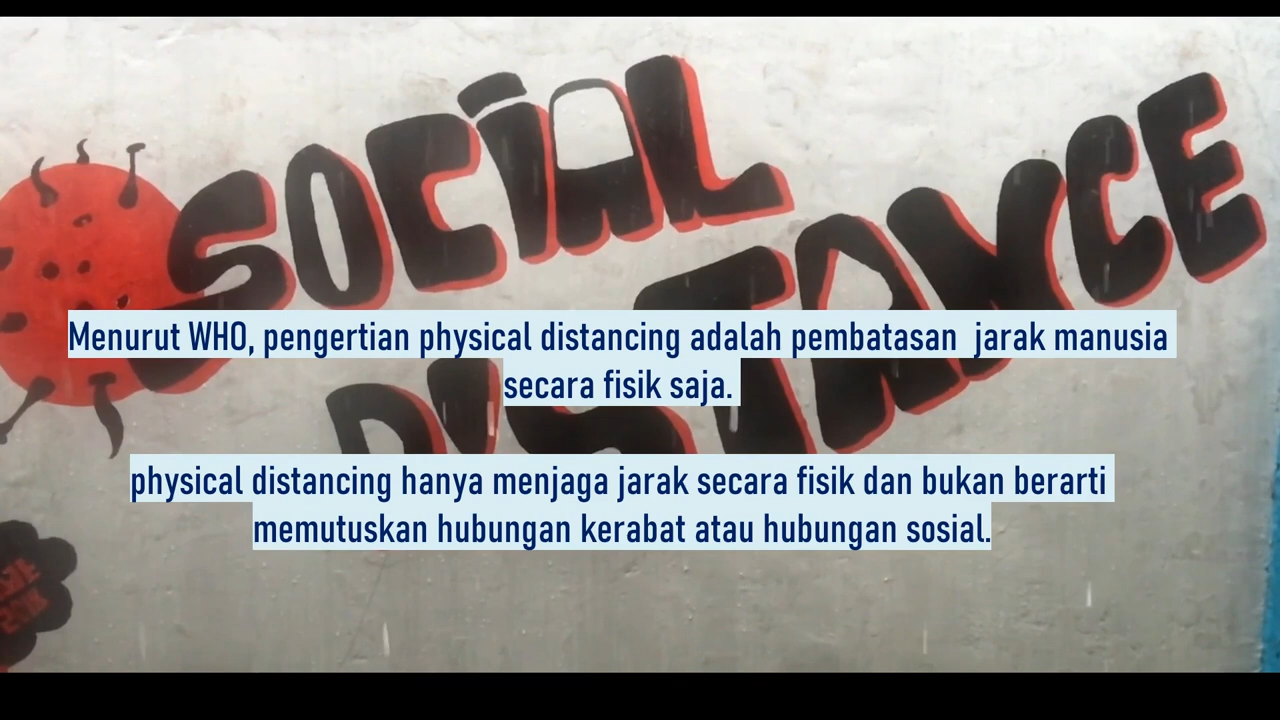 SOCIAL
DISTANCE
Menurut WHO, pengertian physical distancing adalah pembatasan  jarak manusia
secara fisik saja.
physical distancing hanya menjaga jarak secara fisik dan bukan berarti
memutuskan hubungan kerabat atau hubungan sosial.